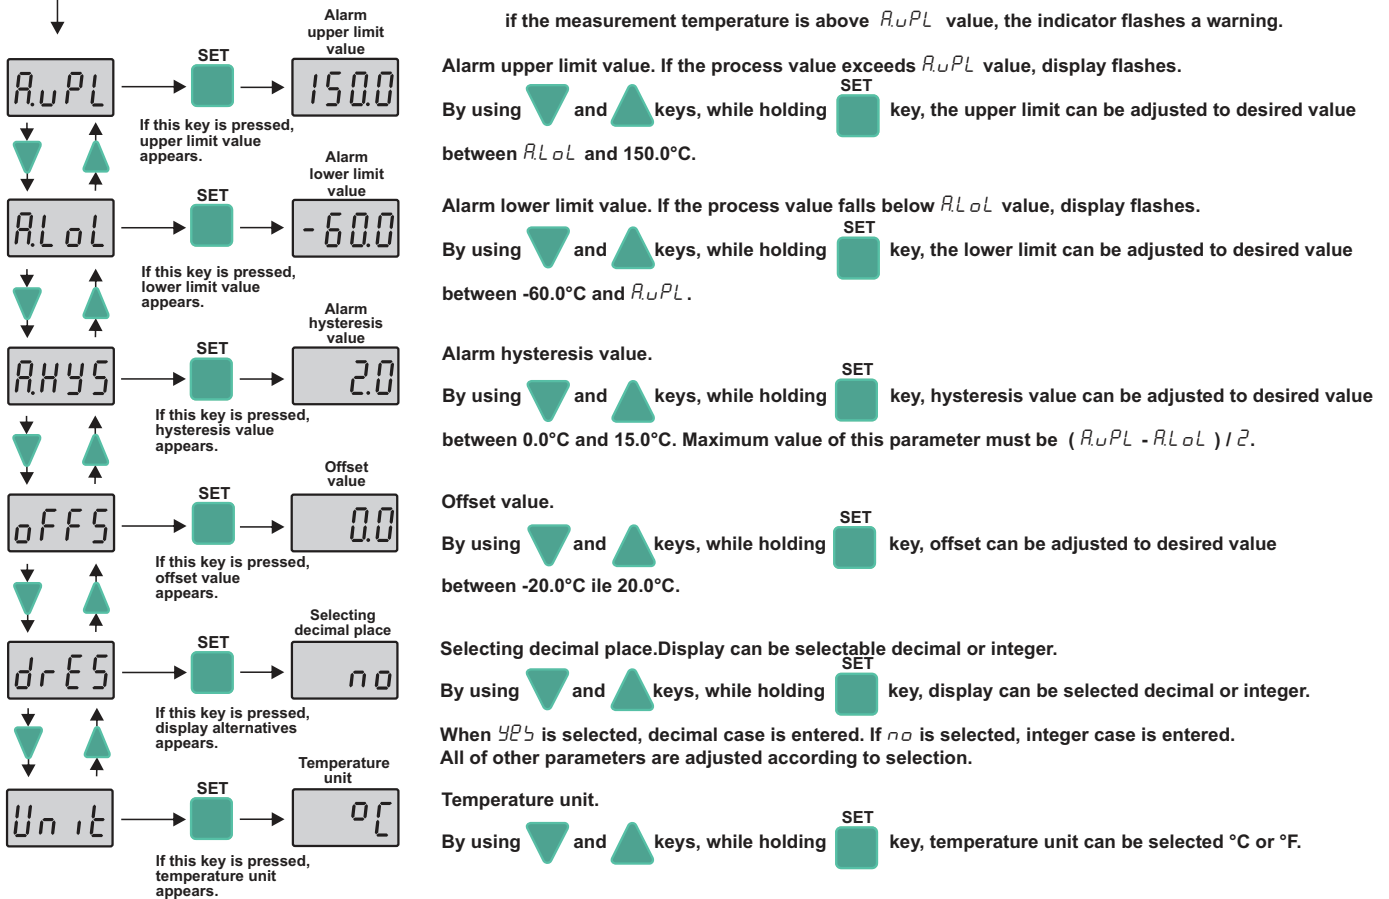 if the measurement temperature is above A.uPL value, the indicator flashes a warning.
Alarm
upper limit
value
A.uPL
SET
150.0
If this key is pressed,
upper limit value
appears.
Alarm upper limit value. If the process value exceeds A.uPL value, display flashes.
SET
By using and keys, while holding key, the upper limit can be adjusted to desired value
between A.LoL and 150.0°C.
Alarm
lower limit
value
A.LoL
SET
-60.0
If this key is pressed,
lower limit value
appears.
Alarm lower limit value. If the process value falls below A.LoL value, display flashes.
SET
By using and keys, while holding key, the lower limit can be adjusted to desired value
between -60.0°C and A.uPL.
Alarm
hysteresis
value
A.HYS
SET
2.0
If this key is pressed,
hysteresis value
appears.
Alarm hysteresis value.
SET
By using and keys, while holding key, hysteresis value can be adjusted to desired value
between 0.0°C and 15.0°C. Maximum value of this parameter must be ( A.uPL - A.LoL ) / 2.
Offset
value
oFFS
SET
0.0
If this key is pressed,
offset value
appears.
Offset value.
SET
By using and keys, while holding key, offset can be adjusted to desired value
between -20.0°C ile 20.0°C.
Selecting
decimal place
drES
SET
no
If this key is pressed,
display alternatives
appears.
Selecting decimal place.Display can be selectable decimal or integer.
SET
By using and keys, while holding key, display can be selected decimal or integer.
When yes is selected, decimal case is entered. If no is selected, integer case is entered.
All of other parameters are adjusted according to selection.
Temperature
unit
Unit
SET
°C
If this key is pressed,
temperature unit
appears.
Temperature unit.
SET
By using and keys, while holding key, temperature unit can be selected °C or °F.